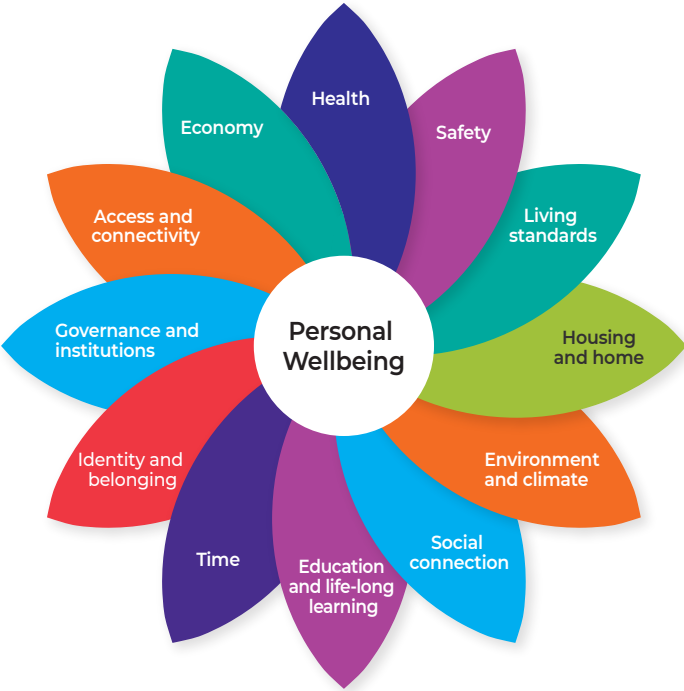 Personal
Wellbeing
Health
Safety
Living
standards
Housing
and home
Environment
and climate
Social
connection
Education
and life-long
learning
Time
Identity and
belonging
Governance and
institutions
Access and
connectivity
Economy